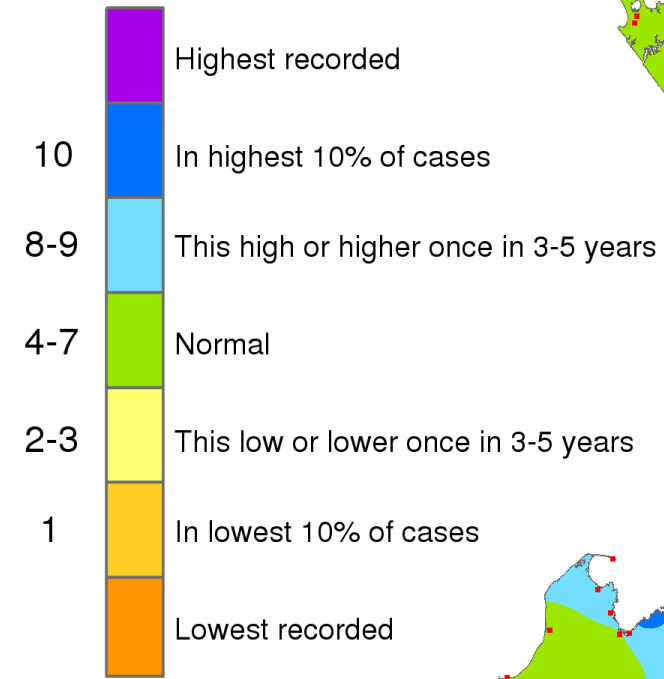 Highest recorded
10 In highest 10% of cases
8-9 This high or higher once in 3-5 years
4-7 Normal
2-3 This low or lower once in 3-5 years
1 In lowest 10% of cases
Lowest recorded